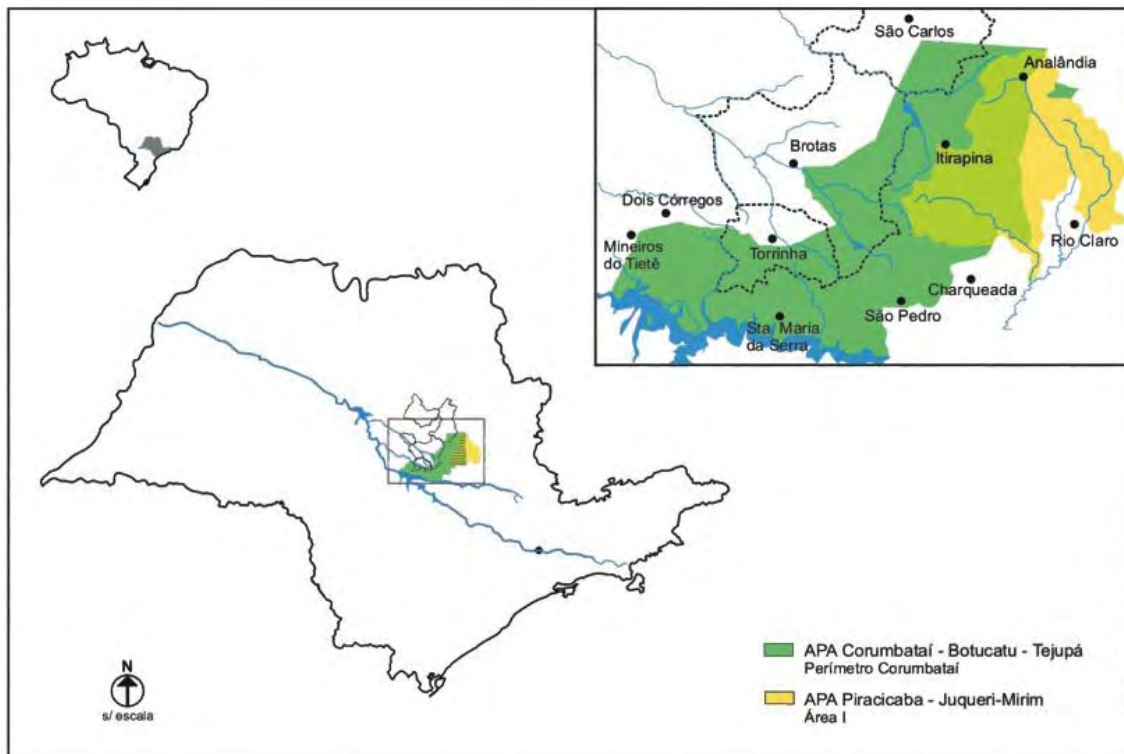 São Carlos
Analândia
Brotas
Itirapina
Dois Córregos
Mineiros
do Tietê
Torrinha
Rio Claro
Charqueada
São Pedro
Sta. Maria
da Serra
N
s/ escala
APA Corumbataí - Botucatu - Tejupá
Perímetro Corumbataí
APA Piracicaba - Juqueri-Mirim
Área I